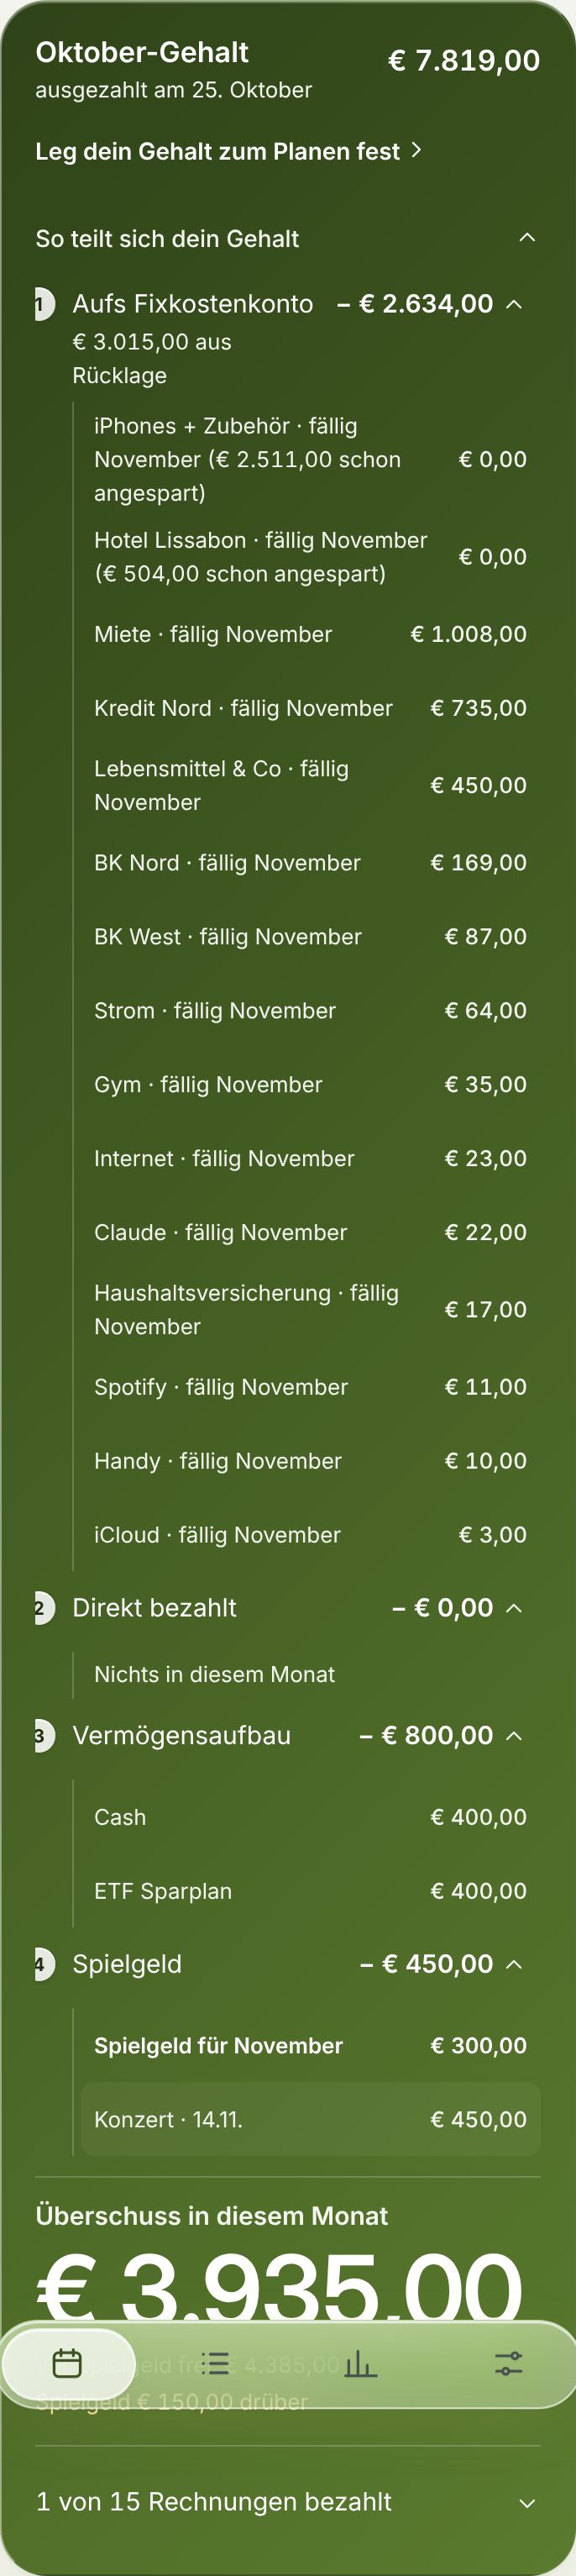 Oktober-Gehalt
€ 7.819,00
ausgezahlt am 25. Oktober
Leg dein Gehalt zum Planen fest
So teilt sich dein Gehalt
1 Aufs Fixkostenkonto – € 2.634,00
€ 3.015,00 aus
Rücklage
iPhones + Zubehör · fällig
November (€ 2.511,00 schon
angespart)
€ 0,00
Hotel Lissabon · fällig November
(€ 504,00 schon angespart)
€ 0,00
Miete · fällig November € 1.008,00
Kredit Nord · fällig November € 735,00
Lebensmittel & Co · fällig
November
€ 450,00
BK Nord · fällig November € 169,00
BK West · fällig November € 87,00
Strom · fällig November € 64,00
Gym · fällig November € 35,00
Internet · fällig November € 23,00
Claude · fällig November € 22,00
Haushaltsversicherung · fällig
November
€ 17,00
Spotify · fällig November € 11,00
Handy · fällig November € 10,00
iCloud · fällig November € 3,00
2 Direkt bezahlt – € 0,00
Nichts in diesem Monat
3 Vermögensaufbau – € 800,00
Cash € 400,00
ETF Sparplan € 400,00
4 Spielgeld – € 450,00
Spielgeld für November € 300,00
Konzert · 14.11. € 450,00
Überschuss in diesem Monat
€ 3.935,00
€ 4.385,00
Spielgeld € 150,00 drüber
1 von 15 Rechnungen bezahlt